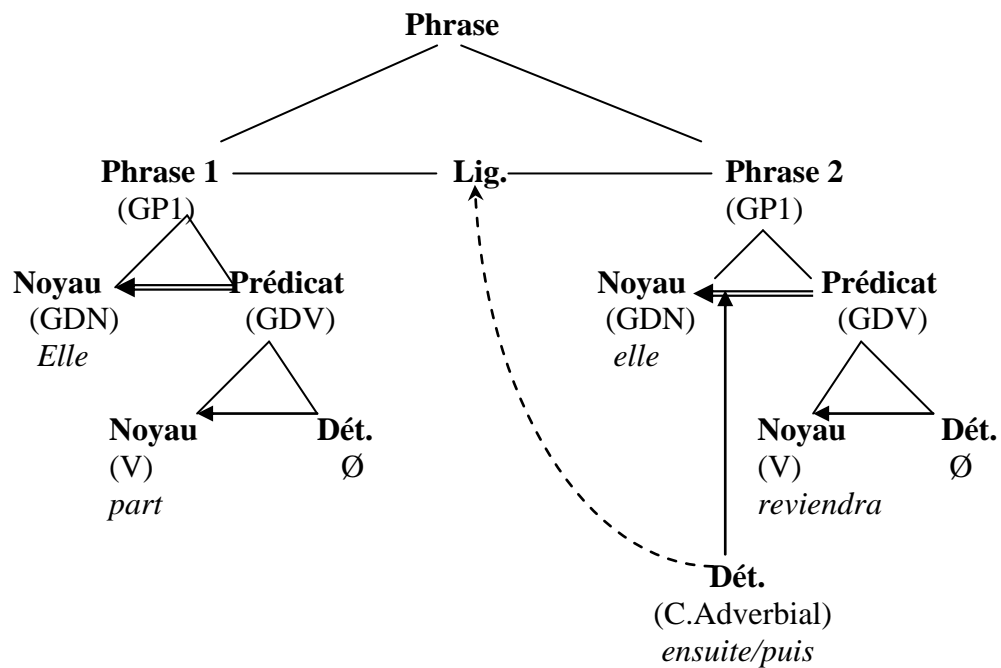 Phrase
Phrase 1 Lig. Phrase 2
(GP1) (GP1)
Noyau Prédicat Noyau Prédicat
(GDN) (GDV) (GDN) (GDV)
Elle elle
Noyau Dét. Noyau Dét.
(V) Ø (V) Ø
part reviendra
Dét.
(C.Adverbial)
ensuite/puis